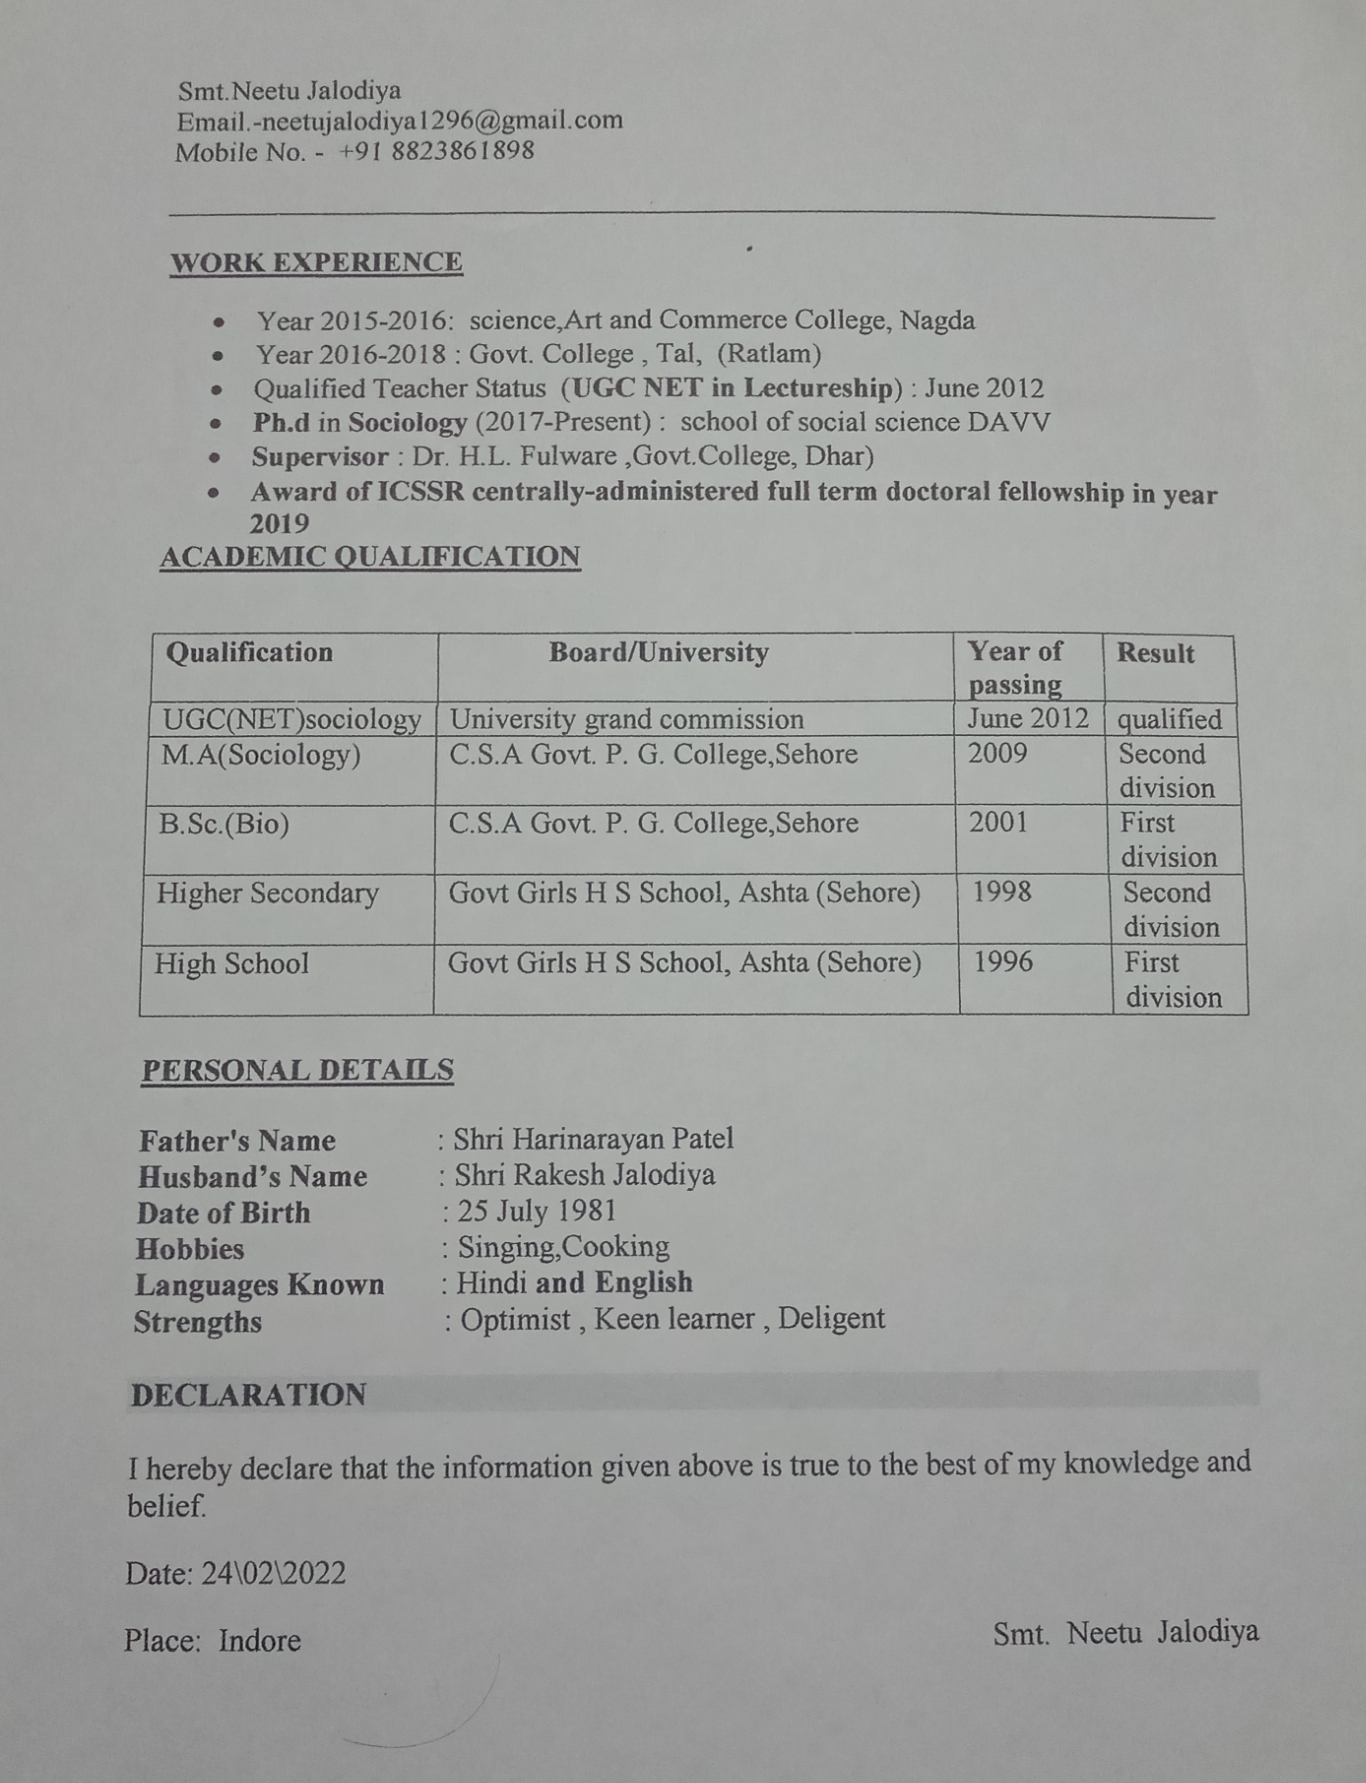 Smt.Neetu Jalodiya
Email.-neetujalodiya1296@gmail.com
Mobile No. - +91 8823861898
WORK EXPERIENCE
• Year 2015-2016: science,Art and Commerce College, Nagda
• Year 2016-2018 : Govt. College , Tal, (Ratlam)
• Qualified Teacher Status (UGC NET in Lectureship) : June 2012
• Ph.d in Sociology (2017-Present) : school of social science DAVV
• Supervisor : Dr. H.L. Fulware ,Govt.College, Dhar)
• Award of ICSSR centrally-administered full term doctoral fellowship in year
2019
ACADEMIC QUALIFICATION
Qualification Board/University Year of Result
passing
UGC(NET)sociology University grand commission June 2012 qualified
M.A(Sociology) C.S.A Govt. P. G. College,Sehore 2009 Second
division
B.Sc.(Bio) C.S.A Govt. P. G. College,Sehore 2001 First
division
Higher Secondary Govt Girls H S School, Ashta (Sehore) 1998 Second
division
High School Govt Girls H S School, Ashta (Sehore) 1996 First
division
PERSONAL DETAILS
Father's Name : Shri Harinarayan Patel
Husband’s Name : Shri Rakesh Jalodiya
Date of Birth : 25 July 1981
Hobbies : Singing,Cooking
Languages Known : Hindi and English
Strengths : Optimist , Keen learner , Deligent
DECLARATION
I hereby declare that the information given above is true to the best of my knowledge and
belief.
Date: 24\02\2022
Place: Indore Smt. Neetu Jalodiya